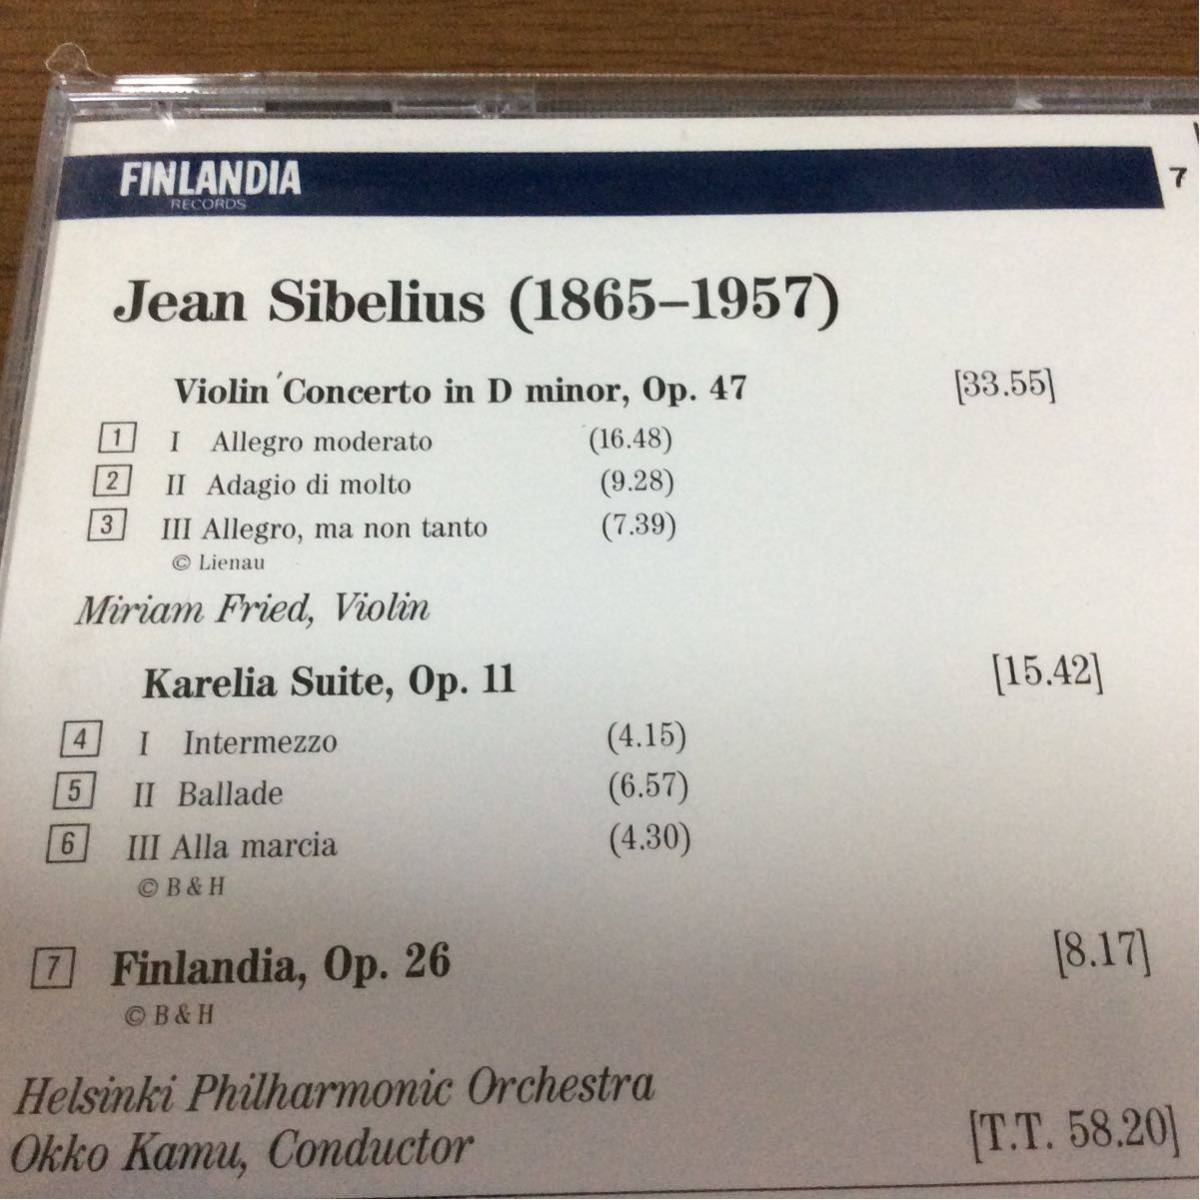 FINLANDIA
RECORDS
7
Jean Sibelius (1865–1957)
Violin Concerto in D minor, Op. 47 [33.55]
1 I Allegro moderato (16.48)
2 II Adagio di molto (9.28)
3 III Allegro, ma non tanto (7.39)
© Lienau
Miriam Fried, Violin
Karelia Suite, Op. 11 [15.42]
4 I Intermezzo (4.15)
5 II Ballade (6.57)
6 III Alla marcia (4.30)
© B & H
7 Finlandia, Op. 26 [8.17]
© B & H
Helsinki Philharmonic Orchestra
Okko Kamu, Conductor [T.T. 58.20]